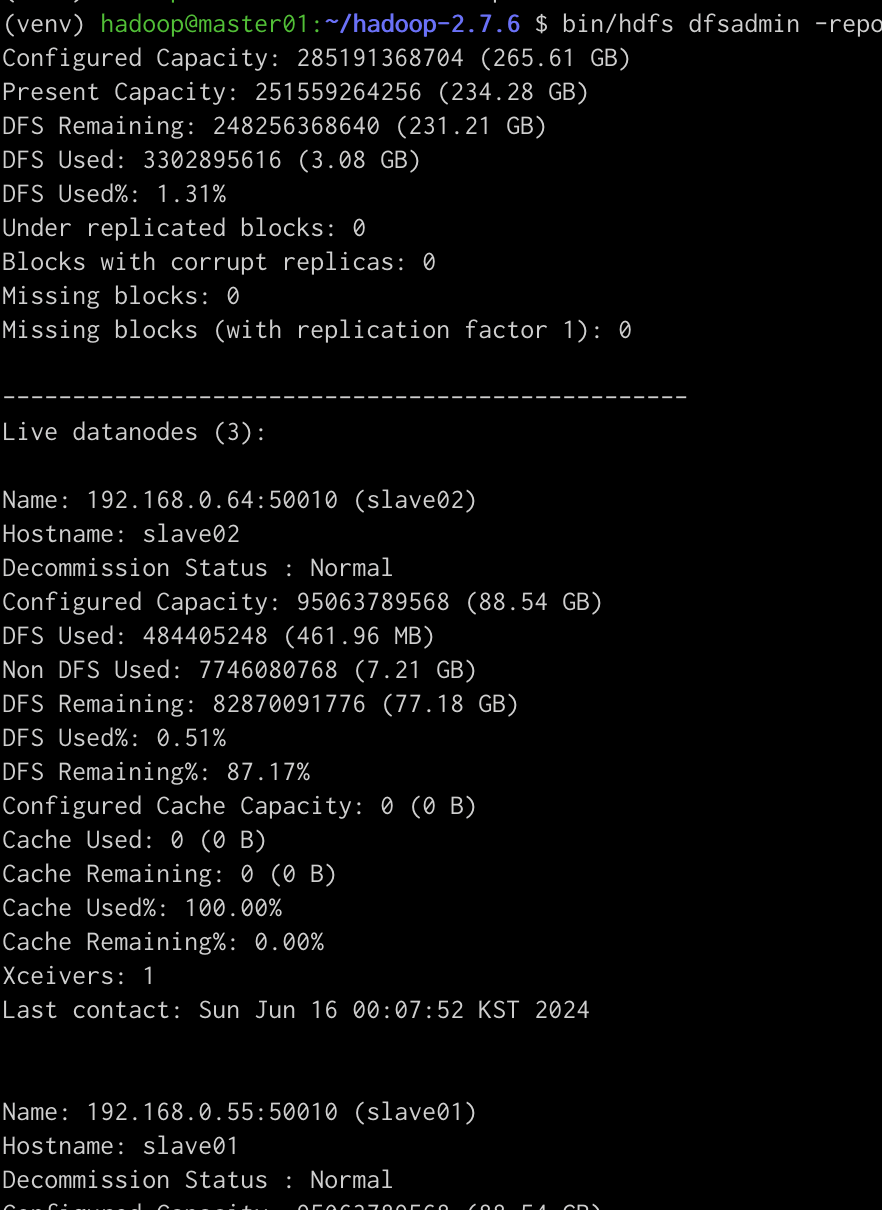 (venv) hadoop@master01:~/hadoop-2.7.6 $ bin/hdfs dfsadmin -repo
Configured Capacity: 285191368704 (265.61 GB)
Present Capacity: 251559264256 (234.28 GB)
DFS Remaining: 248256368640 (231.21 GB)
DFS Used: 3302895616 (3.08 GB)
DFS Used%: 1.31%
Under replicated blocks: 0
Blocks with corrupt replicas: 0
Missing blocks: 0
Missing blocks (with replication factor 1): 0
-------------------------------------------------
Live datanodes (3):
Name: 192.168.0.64:50010 (slave02)
Hostname: slave02
Decommission Status : Normal
Configured Capacity: 95063789568 (88.54 GB)
DFS Used: 484405248 (461.96 MB)
Non DFS Used: 7746080768 (7.21 GB)
DFS Remaining: 82870091776 (77.18 GB)
DFS Used%: 0.51%
DFS Remaining%: 87.17%
Configured Cache Capacity: 0 (0 B)
Cache Used: 0 (0 B)
Cache Remaining: 0 (0 B)
Cache Used%: 100.00%
Cache Remaining%: 0.00%
Xceivers: 1
Last contact: Sun Jun 16 00:07:52 KST 2024
Name: 192.168.0.55:50010 (slave01)
Hostname: slave01
Decommission Status : Normal
Configured Capacity: 95063789568 (88.54 GB)